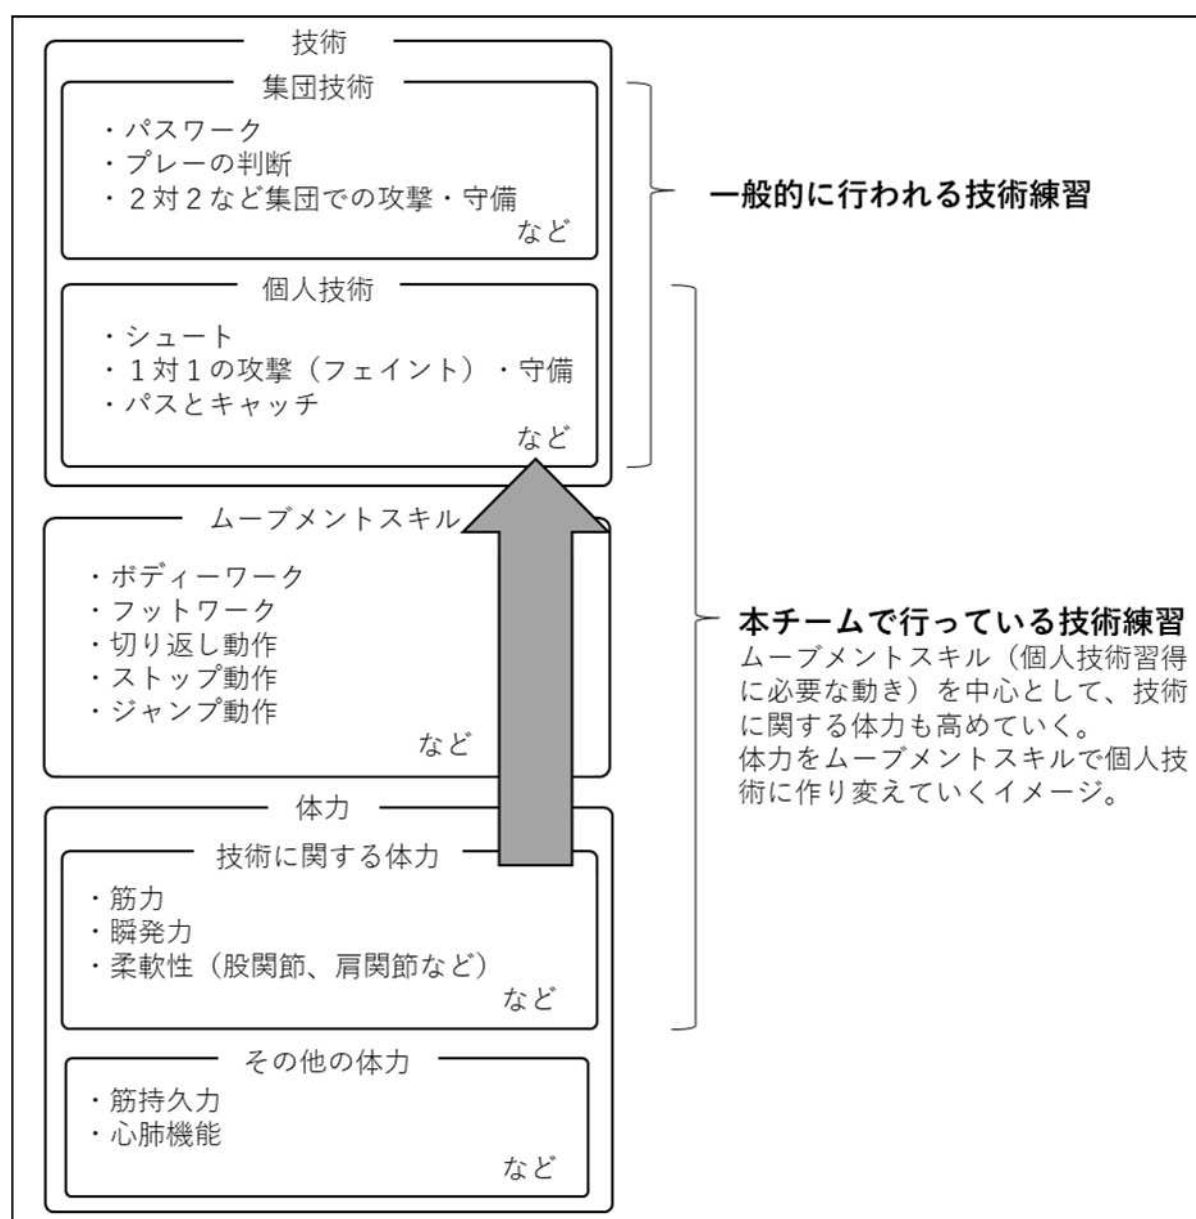 技術
集団技術
・パスワーク
・プレーの判断
・２対２など集団での攻撃・守備
など
一般的に行われる技術練習
個人技術
・シュート
・１対１の攻撃（フェイント）・守備
・パスとキャッチ
など
ムーブメントスキル
・ボディーワーク
・フットワーク
・切り返し動作
・ストップ動作
・ジャンプ動作
など
本チームで行っている技術練習
ムーブメントスキル（個人技術習得
に必要な動き）を中心として、技術
に関する体力も高めていく。
体力をムーブメントスキルで個人技
術に作り変えていくイメージ。
体力
技術に関する体力
・筋力
・瞬発力
・柔軟性（股関節、肩関節など）
など
その他の体力
・筋持久力
・心肺機能
など